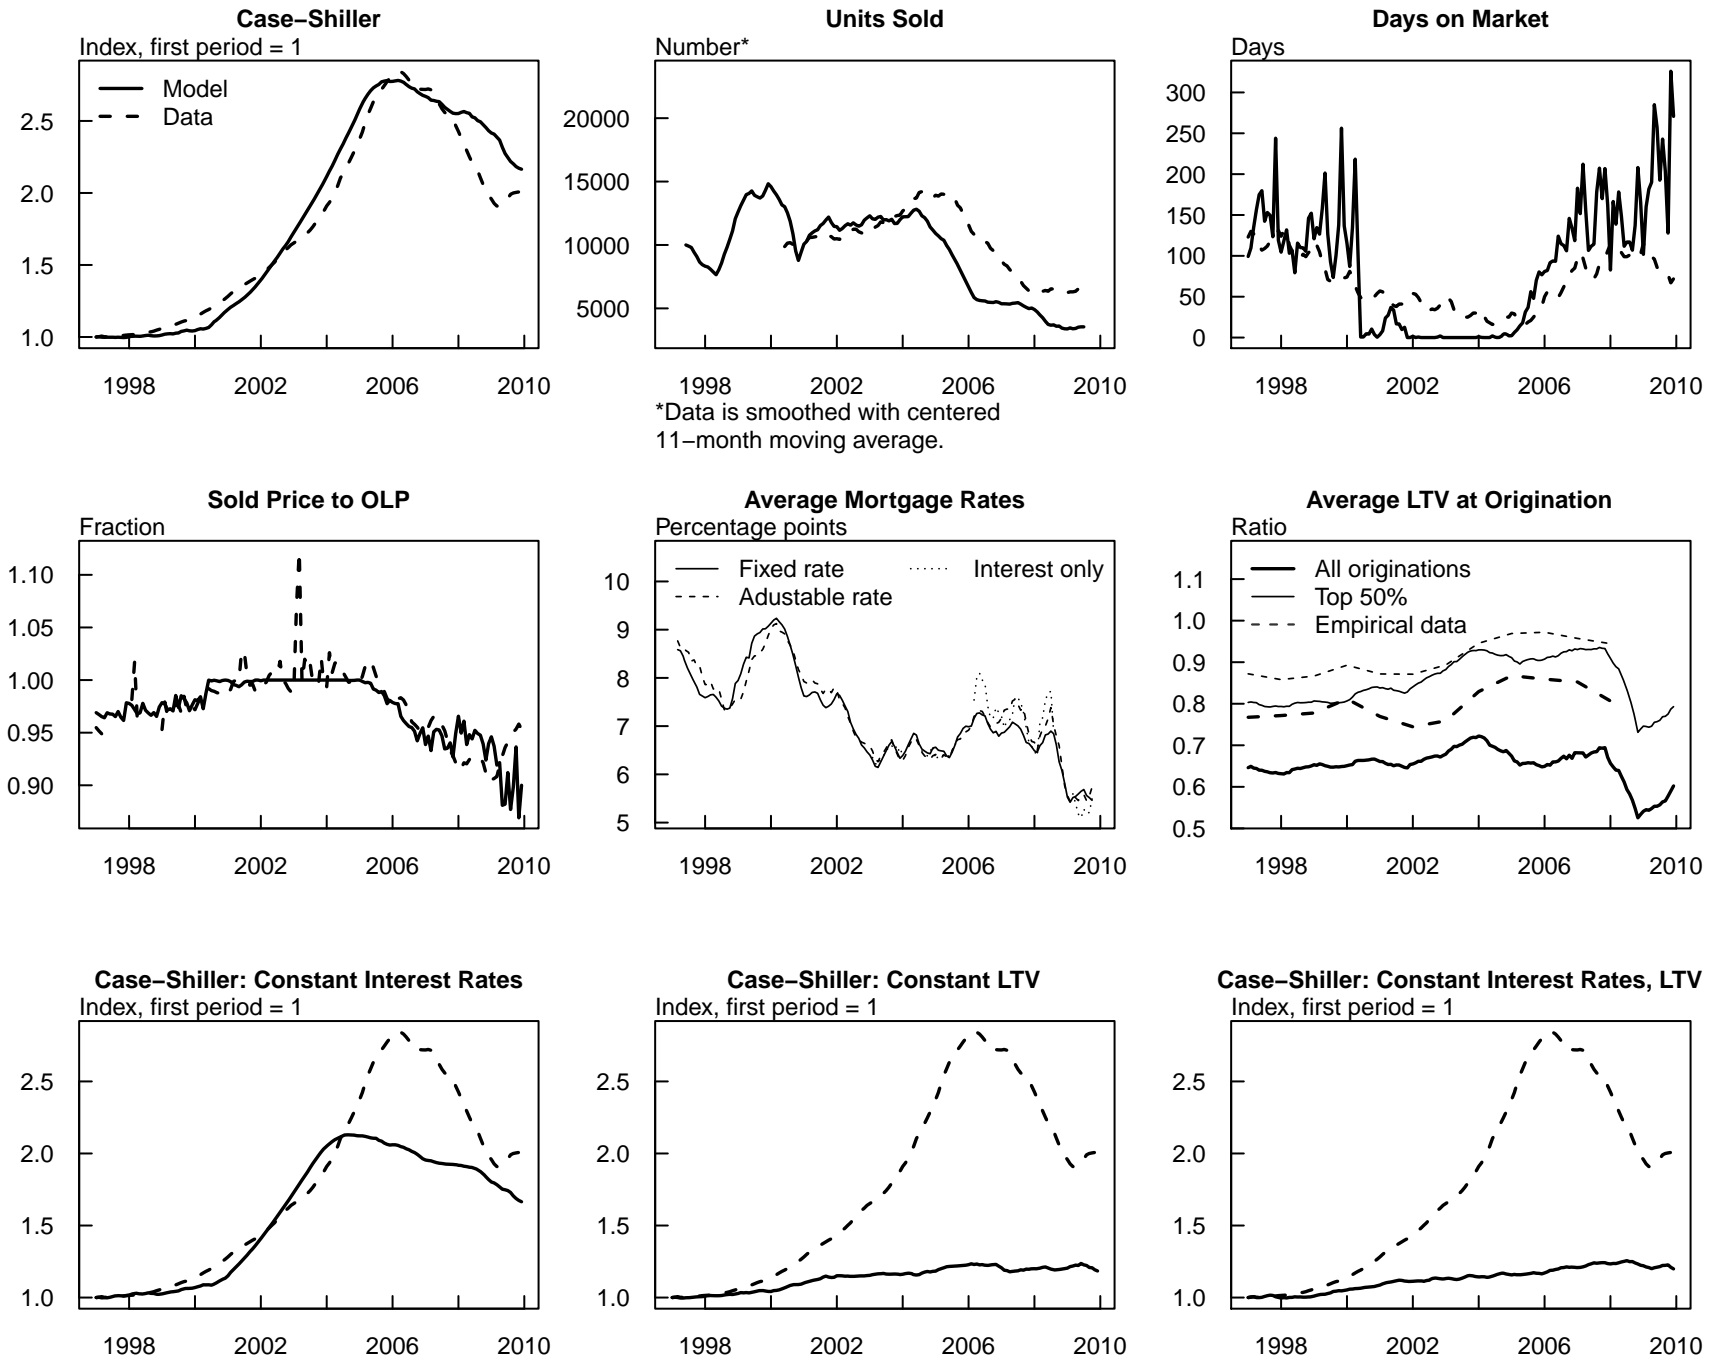 Case−Shiller
Index, first period = 1
Model
Data
2.5
2.0
1.5
1.0
1998 2002 2006 2010
Units Sold
Number*
20000
15000
10000
5000
1998 2002 2006 2010
*Data is smoothed with centered
11−month moving average.
Days on Market
Days
300
250
200
150
100
50
0
1998 2002 2006 2010
Sold Price to OLP
Fraction
1.10
1.05
1.00
0.95
0.90
1998 2002 2006 2010
Average Mortgage Rates
Percentage points
Fixed rate Interest only
Adustable rate
10
9
8
7
6
5
1998 2002 2006 2010
Average LTV at Origination
Ratio
All originations
Top 50%
Empirical data
1.1
1.0
0.9
0.8
0.7
0.6
0.5
1998 2002 2006 2010
Case−Shiller: Constant Interest Rates
Index, first period = 1
2.5
2.0
1.5
1.0
1998 2002 2006 2010
Case−Shiller: Constant LTV
Index, first period = 1
2.5
2.0
1.5
1.0
1998 2002 2006 2010
Case−Shiller: Constant Interest Rates, LTV
Index, first period = 1
2.5
2.0
1.5
1.0
1998 2002 2006 2010